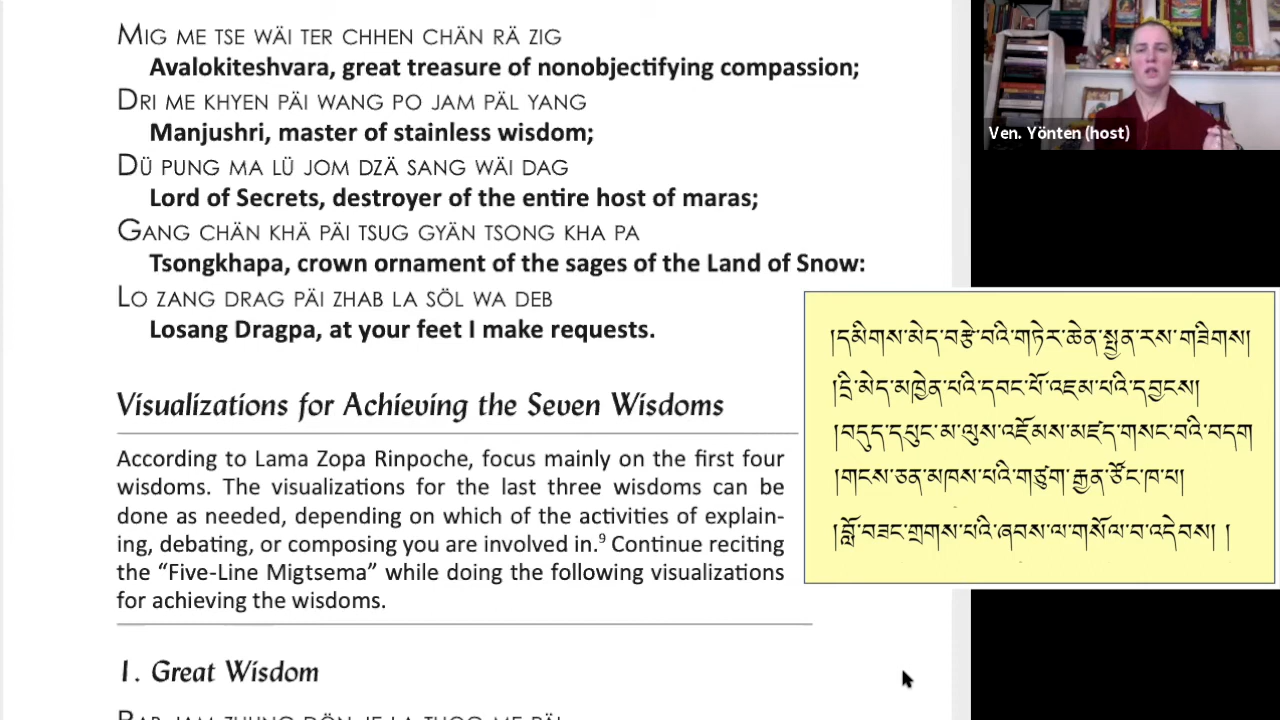 MIG ME TSE WÄI TER CHHEN CHÄN RÄ ZIG
Avalokiteshvara, great treasure of nonobjectifying compassion;
DRI ME KHYEN PÄI WANG PO JAM PÄL YANG
Manjushri, master of stainless wisdom;
DÜ PUNG MA LÜ JOM DZÄ SANG WÄI DAG
Lord of Secrets, destroyer of the entire host of maras;
GANG CHÄN KHÄ PÄI TSUG GYÄN TSONG KHA PA
Tsongkhapa, crown ornament of the sages of the Land of Snow:
LO ZANG DRAG PÄI ZHAB LA SÖL WA DEB
Losang Dragpa, at your feet I make requests.
Visualizations for Achieving the Seven Wisdoms
According to Lama Zopa Rinpoche, focus mainly on the first four
wisdoms. The visualizations for the last three wisdoms can be
done as needed, depending on which of the activities of explain-
ing, debating, or composing you are involved in.⁹ Continue reciting
the “Five-Line Migtsema” while doing the following visualizations
for achieving the wisdoms.
1. Great Wisdom
RAB JAM ZHUNG DÖN JE LA THOG ME PÄI
Ven. Yönten (host)
།དམིགས་མེད་བརྩེ་བའི་གཏེར་ཆེན་སྤྱན་རས་གཟིགས།
།དྲི་མེད་མཁྱེན་པའི་དབང་པོ་འཇམ་པའི་དབྱངས།
།བདུད་དཔུང་མ་ལུས་འཇོམས་མཛད་གསང་བའི་བདག
།གངས་ཅན་མཁས་པའི་གཙུག་རྒྱན་ཙོང་ཁ་པ།
།བློ་བཟང་གྲགས་པའི་ཞབས་ལ་གསོལ་བ་འདེབས། །